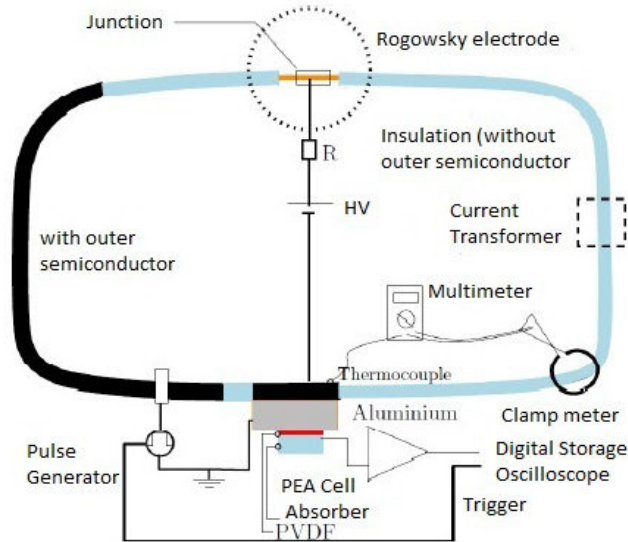 Junction
Rogowsky electrode
R
HV
Insulation (without
outer semiconductor
Current
Transformer
with outer
semiconductor
Multimeter
Thermocouple
Aluminium
Clamp meter
Pulse
Generator
PEA Cell
Absorber
PVDF
Digital Storage
Oscilloscope
Trigger